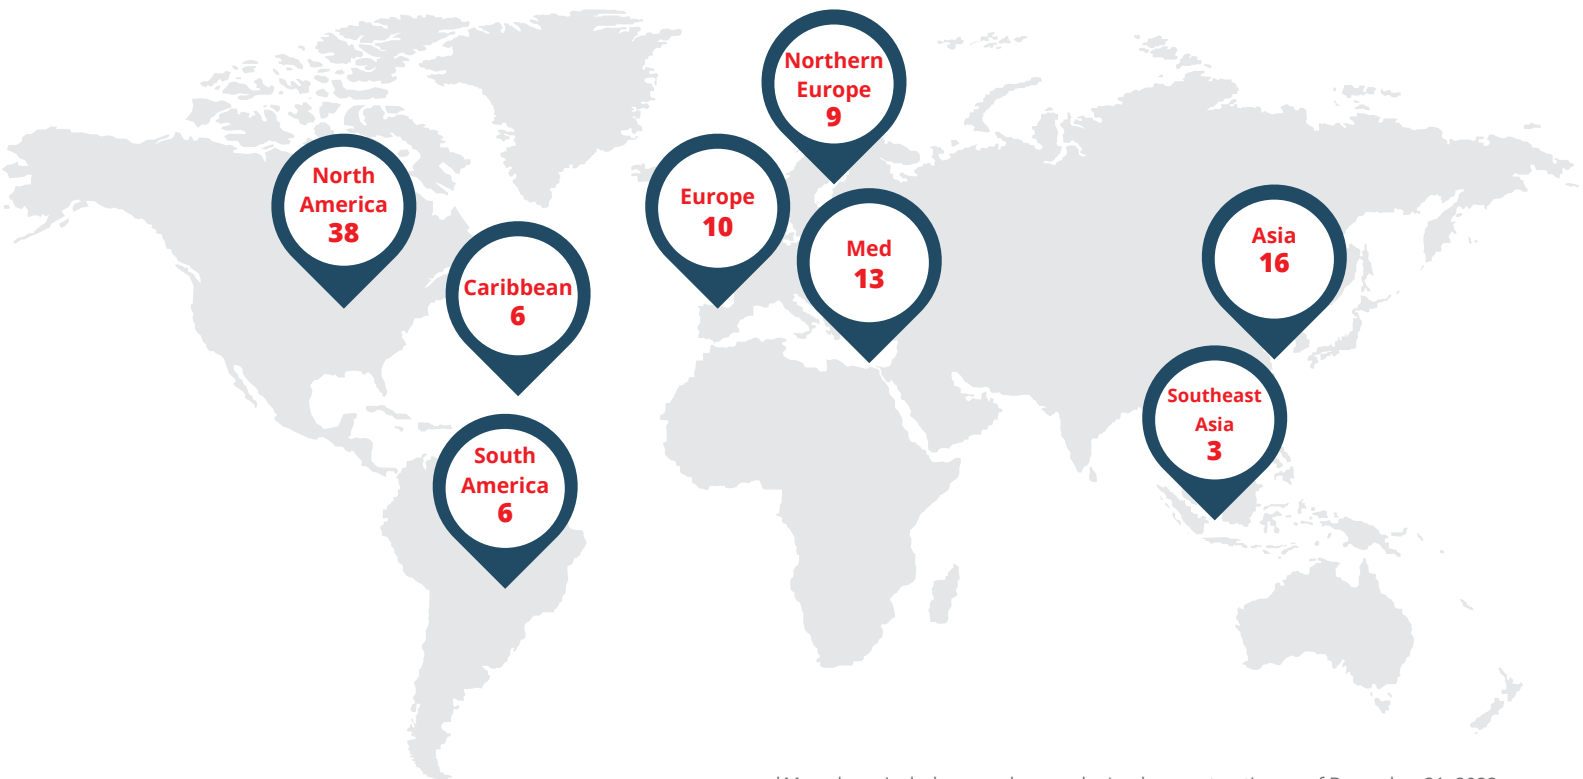 Northern
Europe
9
North
America
38
Europe
10
Med
13
Asia
16
Caribbean
6
Southeast
Asia
3
South
America
6